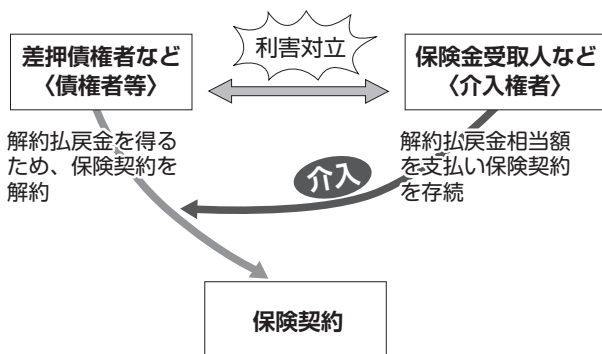 差押債権者など
〈債権者等〉
利害対立
保険金受取人など
〈介入権者〉
解約払戻金を得る
ため、保険契約を
解約
解約払戻金相当額
を支払い保険契約
を存続
介入
保険契約